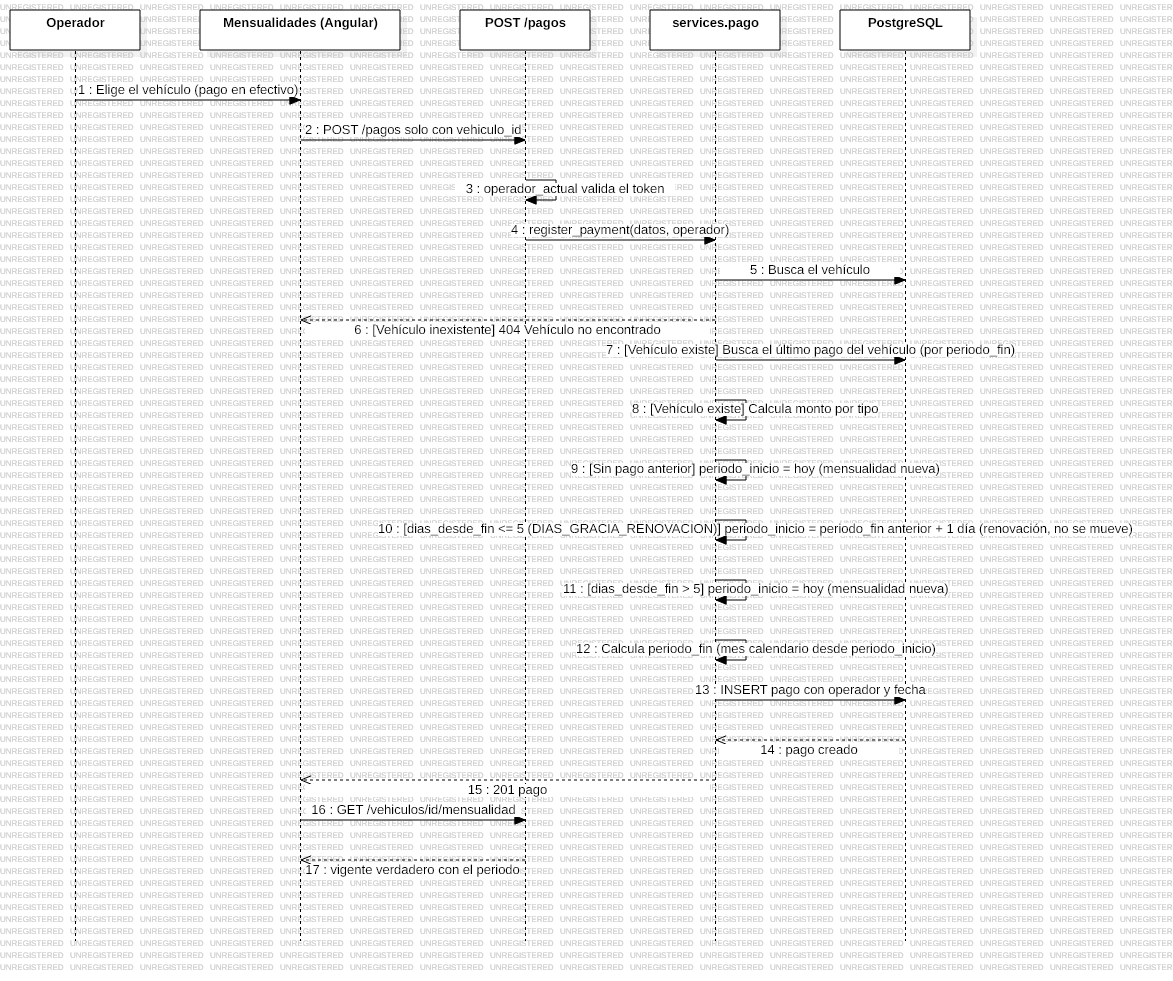 Operador
Mensualidades (Angular)
POST /pagos
services.pago
PostgreSQL
1 : Elige el vehículo (pago en efectivo)
2 : POST /pagos solo con vehiculo_id
3 : operador_actual valida el token
4 : register_payment(datos, operador)
5 : Busca el vehículo
6 : [Vehículo inexistente] 404 Vehículo no encontrado
7 : [Vehículo existe] Busca el último pago del vehículo (por periodo_fin)
8 : [Vehículo existe] Calcula monto por tipo
9 : [Sin pago anterior] periodo_inicio = hoy (mensualidad nueva)
10 : [dias_desde_fin <= 5 (DIAS_GRACIA_RENOVACION)] periodo_inicio = periodo_fin anterior + 1 día (renovación, no se mueve)
11 : [dias_desde_fin > 5] periodo_inicio = hoy (mensualidad nueva)
12 : Calcula periodo_fin (mes calendario desde periodo_inicio)
13 : INSERT pago con operador y fecha
14 : pago creado
15 : 201 pago
16 : GET /vehiculos/id/mensualidad
17 : vigente verdadero con el periodo
UNREGISTERED